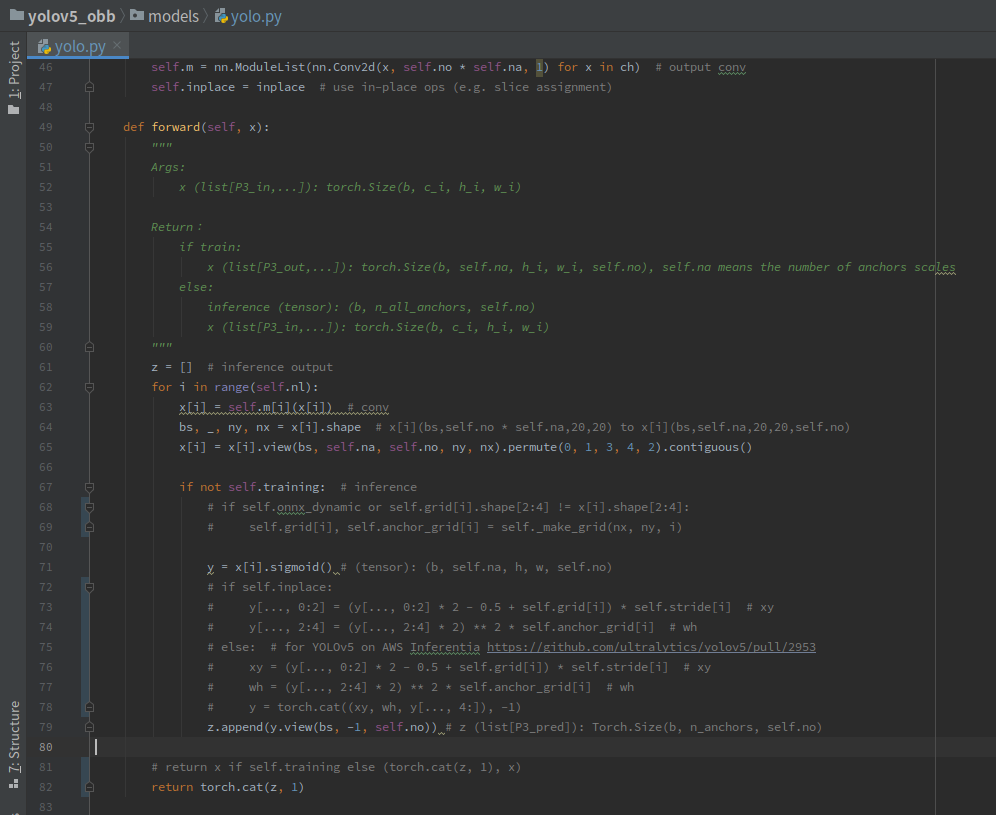 yolov5_obb models yolo.py
yolo.py
1: Project
46 self.m = nn.ModuleList(nn.Conv2d(x, self.no * self.na, 1) for x in ch)  # output conv
47 self.inplace = inplace  # use in-place ops (e.g. slice assignment)
48
49 def forward(self, x):
50 """
51 Args:
52 x (list[P3_in,...]): torch.Size(b, c_i, h_i, w_i)
53
54 Return：
55 if train:
56 x (list[P3_out,...]): torch.Size(b, self.na, h_i, w_i, self.no), self.na means the number of anchors scales
57 else:
58 inference (tensor): (b, n_all_anchors, self.no)
59 x (list[P3_in,...]): torch.Size(b, c_i, h_i, w_i)
60 """
61 z = []  # inference output
62 for i in range(self.nl):
63 x[i] = self.m[i](x[i])  # conv
64 bs, _, ny, nx = x[i].shape  # x[i](bs,self.no * self.na,20,20) to x[i](bs,self.na,20,20,self.no)
65 x[i] = x[i].view(bs, self.na, self.no, ny, nx).permute(0, 1, 3, 4, 2).contiguous()
66
67 if not self.training:  # inference
68 # if self.onnx_dynamic or self.grid[i].shape[2:4] != x[i].shape[2:4]:
69 #     self.grid[i], self.anchor_grid[i] = self._make_grid(nx, ny, i)
70
71 y = x[i].sigmoid() # (tensor): (b, self.na, h, w, self.no)
72 # if self.inplace:
73 #     y[..., 0:2] = (y[..., 0:2] * 2 - 0.5 + self.grid[i]) * self.stride[i]  # xy
74 #     y[..., 2:4] = (y[..., 2:4] * 2) ** 2 * self.anchor_grid[i]  # wh
75 # else:  # for YOLOv5 on AWS Inferentia https://github.com/ultralytics/yolov5/pull/2953
76 #     xy = (y[..., 0:2] * 2 - 0.5 + self.grid[i]) * self.stride[i]  # xy
77 #     wh = (y[..., 2:4] * 2) ** 2 * self.anchor_grid[i]  # wh
78 #     y = torch.cat((xy, wh, y[..., 4:]), -1)
79 z.append(y.view(bs, -1, self.no)) # z (list[P3_pred]): Torch.Size(b, n_anchors, self.no)
80
81 # return x if self.training else (torch.cat(z, 1), x)
82 return torch.cat(z, 1)
83
7: Structure